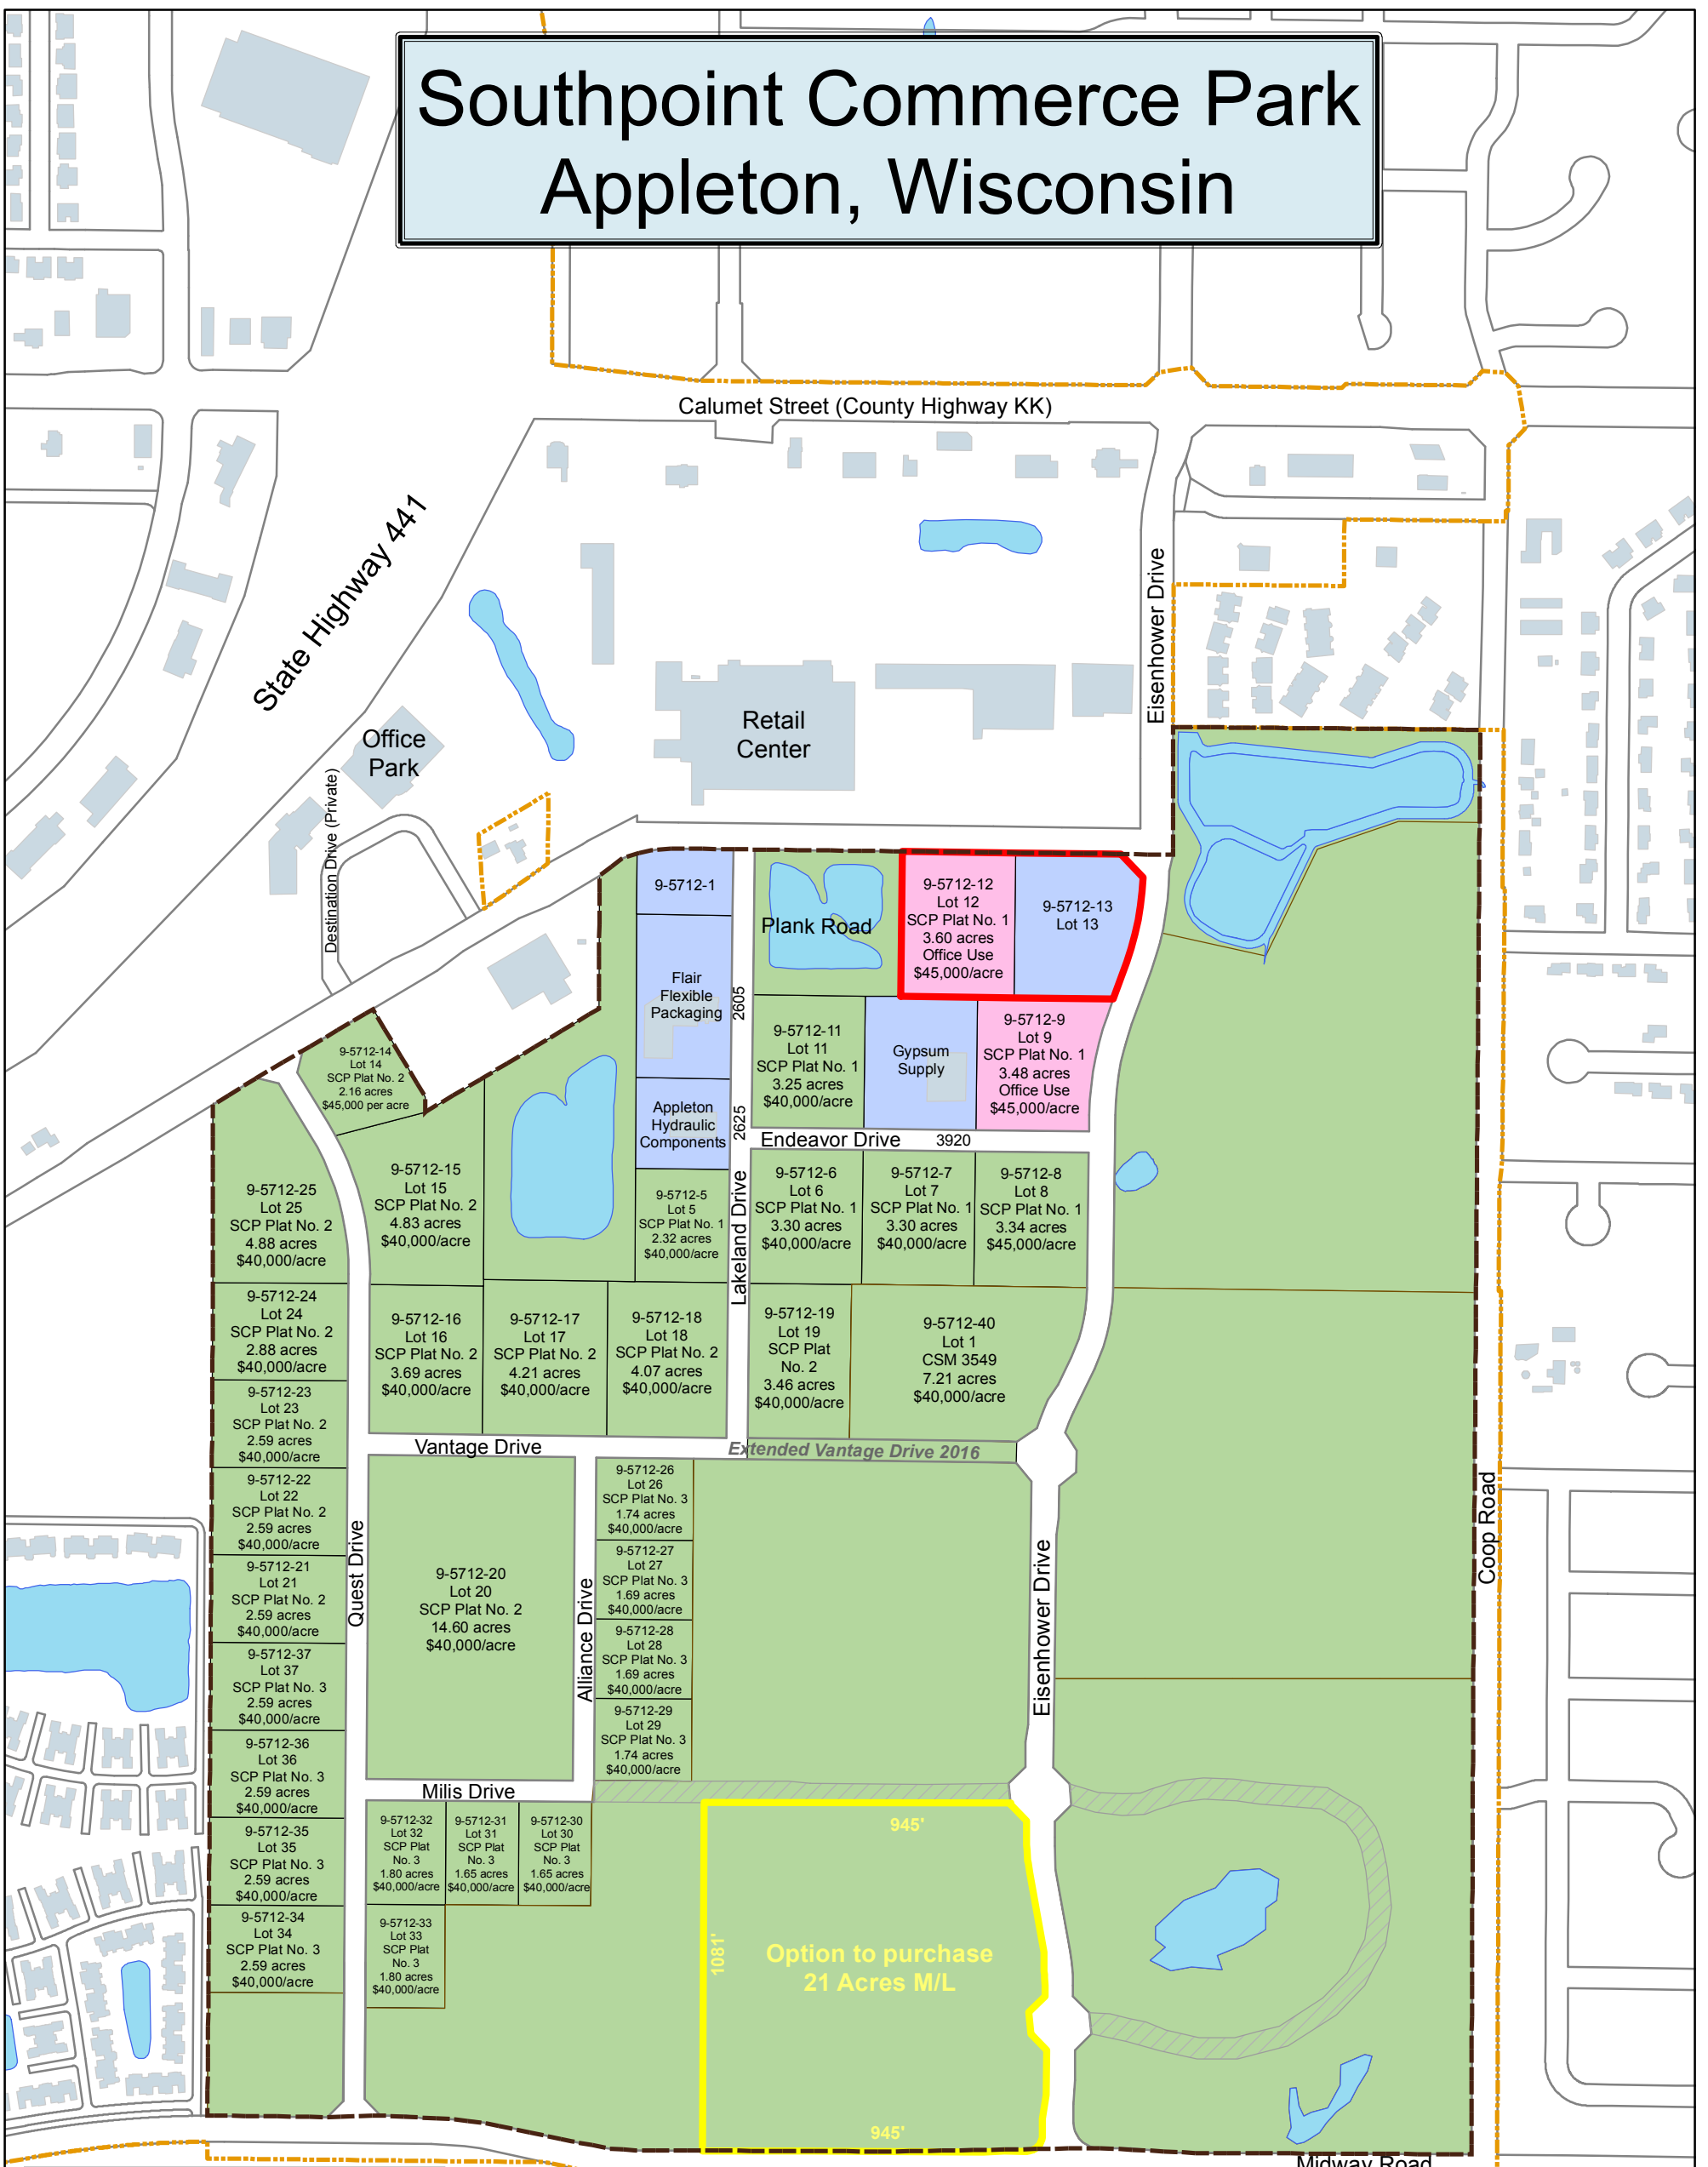 Southpoint Commerce Park
Appleton, Wisconsin
Calumet Street (County Highway KK)
State Highway 441
Eisenhower Drive
Office
Park
Retail
Center
Destination Drive (Private)
9-5712-1
Flair
Flexible
Packaging
2605
Plank Road
9-5712-12
Lot 12
SCP Plat No. 1
3.60 acres
Office Use
$45,000/acre
9-5712-13
Lot 13
9-5712-11
Lot 11
SCP Plat No. 1
3.25 acres
$40,000/acre
Gypsum
Supply
9-5712-9
Lot 9
SCP Plat No. 1
3.48 acres
Office Use
$45,000/acre
9-5712-14
Lot 14
SCP Plat No. 2
2.16 acres
$45,000 per acre
Appleton
Hydraulic
Components
2625
Endeavor Drive
3920
9-5712-25
Lot 25
SCP Plat No. 2
4.88 acres
$40,000/acre
9-5712-15
Lot 15
SCP Plat No. 2
4.83 acres
$40,000/acre
9-5712-5
Lot 5
SCP Plat No. 1
2.32 acres
$40,000/acre
Lakeland Drive
9-5712-6
Lot 6
SCP Plat No. 1
3.30 acres
$40,000/acre
9-5712-7
Lot 7
SCP Plat No. 1
3.30 acres
$40,000/acre
9-5712-8
Lot 8
SCP Plat No. 1
3.34 acres
$45,000/acre
9-5712-24
Lot 24
SCP Plat No. 2
2.88 acres
$40,000/acre
9-5712-16
Lot 16
SCP Plat No. 2
3.69 acres
$40,000/acre
9-5712-17
Lot 17
SCP Plat No. 2
4.21 acres
$40,000/acre
9-5712-18
Lot 18
SCP Plat No. 2
4.07 acres
$40,000/acre
9-5712-19
Lot 19
SCP Plat
No. 2
3.46 acres
$40,000/acre
9-5712-40
Lot 1
CSM 3549
7.21 acres
$40,000/acre
9-5712-23
Lot 23
SCP Plat No. 2
2.59 acres
$40,000/acre
Vantage Drive
Extended Vantage Drive 2016
9-5712-22
Lot 22
SCP Plat No. 2
2.59 acres
$40,000/acre
9-5712-26
Lot 26
SCP Plat No. 3
1.74 acres
$40,000/acre
Quest Drive
9-5712-21
Lot 21
SCP Plat No. 2
2.59 acres
$40,000/acre
9-5712-20
Lot 20
SCP Plat No. 2
14.60 acres
$40,000/acre
Alliance Drive
9-5712-27
Lot 27
SCP Plat No. 3
1.69 acres
$40,000/acre
Eisenhower Drive
Coop Road
9-5712-37
Lot 37
SCP Plat No. 3
2.59 acres
$40,000/acre
9-5712-28
Lot 28
SCP Plat No. 3
1.69 acres
$40,000/acre
9-5712-29
Lot 29
SCP Plat No. 3
1.74 acres
$40,000/acre
9-5712-36
Lot 36
SCP Plat No. 3
2.59 acres
$40,000/acre
Milis Drive
9-5712-35
Lot 35
SCP Plat No. 3
2.59 acres
$40,000/acre
9-5712-32
Lot 32
SCP Plat
No. 3
1.80 acres
$40,000/acre
9-5712-31
Lot 31
SCP Plat
No. 3
1.65 acres
$40,000/acre
9-5712-30
Lot 30
SCP Plat
No. 3
1.65 acres
$40,000/acre
945'
9-5712-34
Lot 34
SCP Plat No. 3
2.59 acres
$40,000/acre
9-5712-33
Lot 33
SCP Plat
No. 3
1.80 acres
$40,000/acre
1081'
Option to purchase
21 Acres M/L
945'
Midway Road